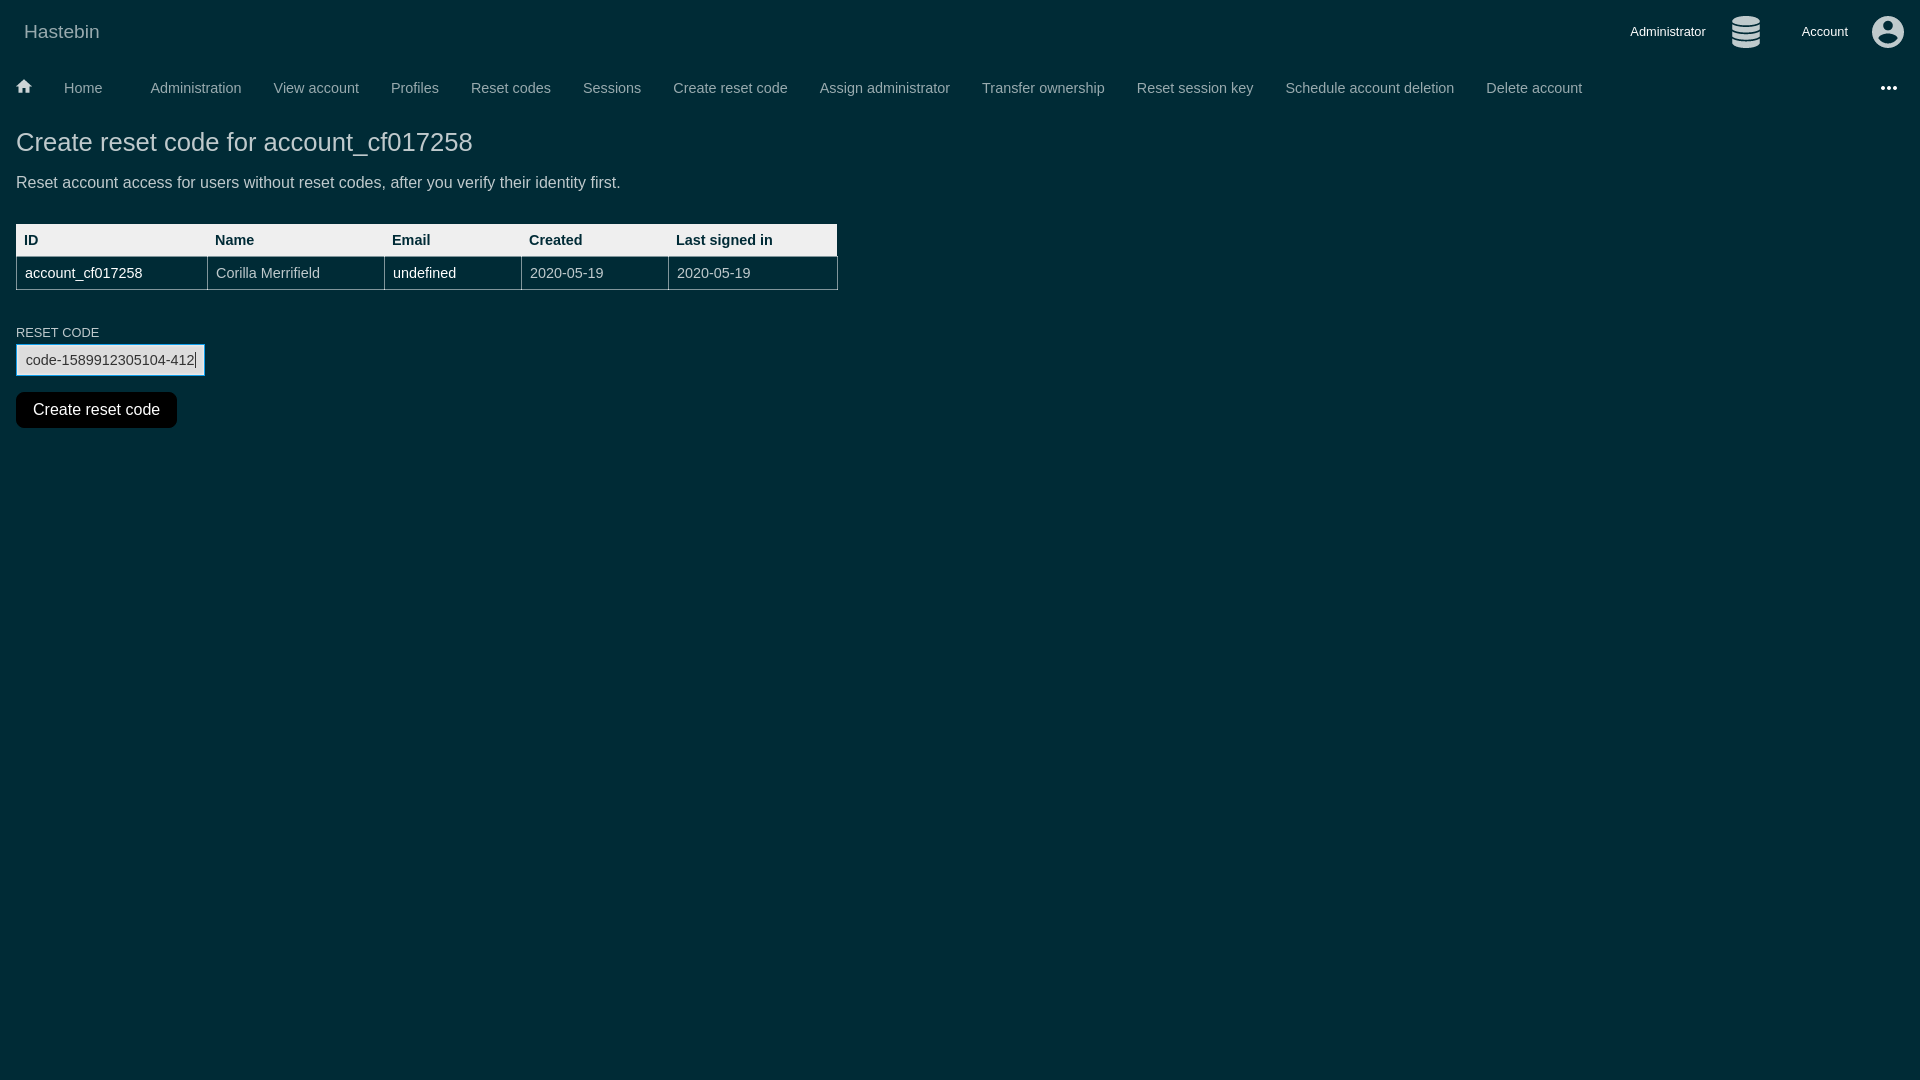 Hastebin
Administrator
Account
Home Administration View account Profiles Reset codes Sessions Create reset code Assign administrator Transfer ownership Reset session key Schedule account deletion Delete account
Create reset code for account_cf017258
Reset account access for users without reset codes, after you verify their identity first.
ID Name Email Created Last signed in
account_cf017258 Corilla Merrifield undefined 2020-05-19 2020-05-19
RESET CODE
code-1589912305104-412
Create reset code